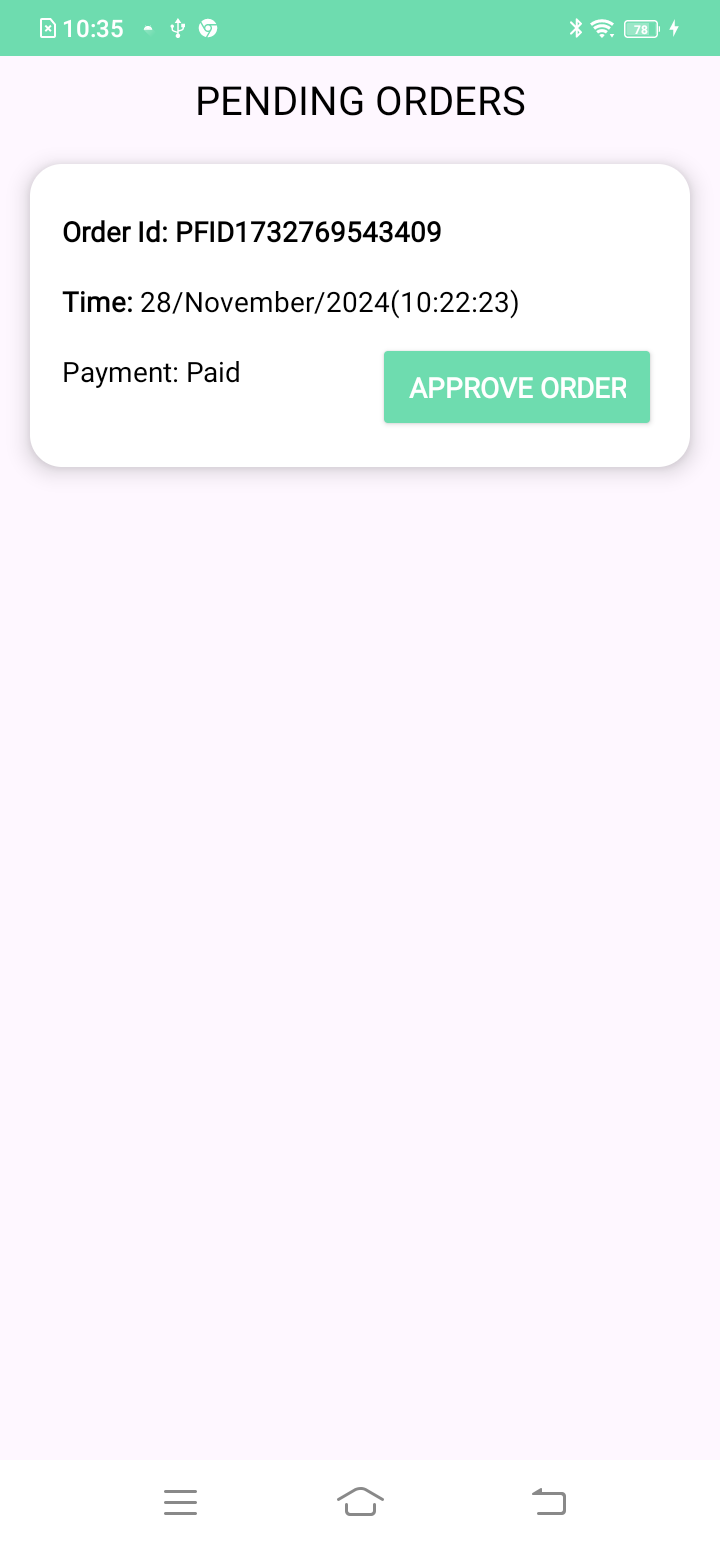 10:35
78
PENDING ORDERS
Order Id: PFID1732769543409
Time: 28/November/2024(10:22:23)
Payment: Paid
APPROVE ORDER